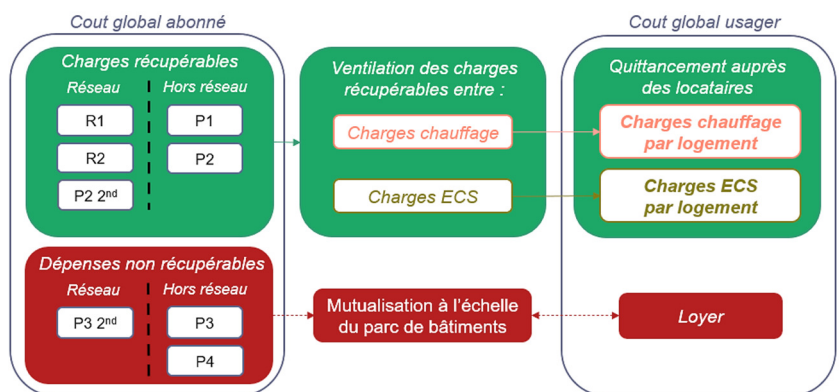 Cout global abonné
Charges récupérables
Réseau
Hors réseau
R1
P1
R2
P2
P2 2nd
Dépenses non récupérables
Réseau
Hors réseau
P3 2nd
P3
P4
Ventilation des charges
récupérables entre :
Charges chauffage
Charges ECS
Mutualisation à l'échelle
du parc de bâtiments
Cout global usager
Quittancement auprès
des locataires
Charges chauffage
par logement
Charges ECS
par logement
Loyer